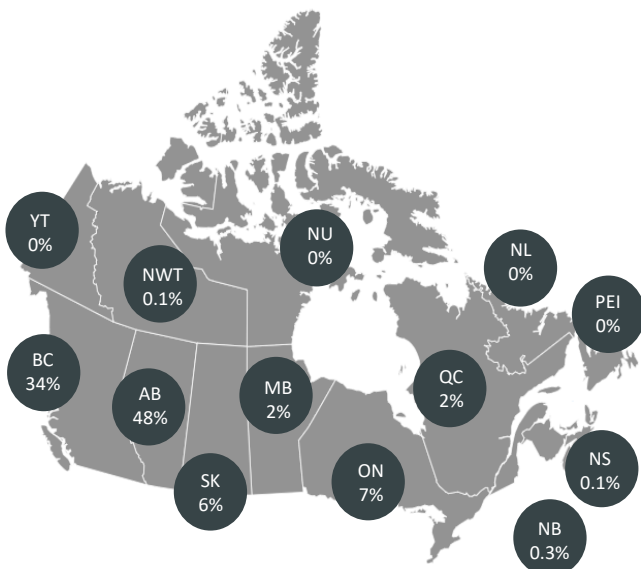 YT
0%
NWT
0.1%
NU
0%
NL
0%
PEI
0%
BC
34%
AB
48%
MB
2%
QC
2%
SK
6%
ON
7%
NS
0.1%
NB
0.3%